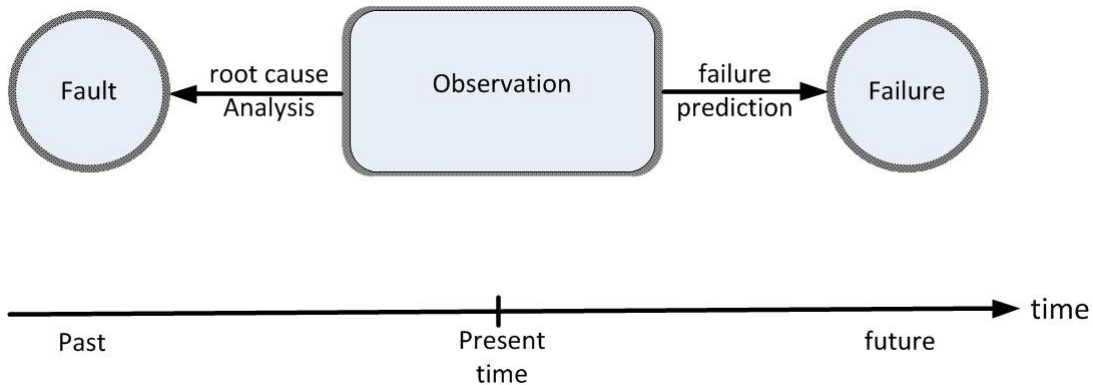 Fault
root cause
Analysis
Observation
failure
prediction
Failure
time
Past
Present
time
future